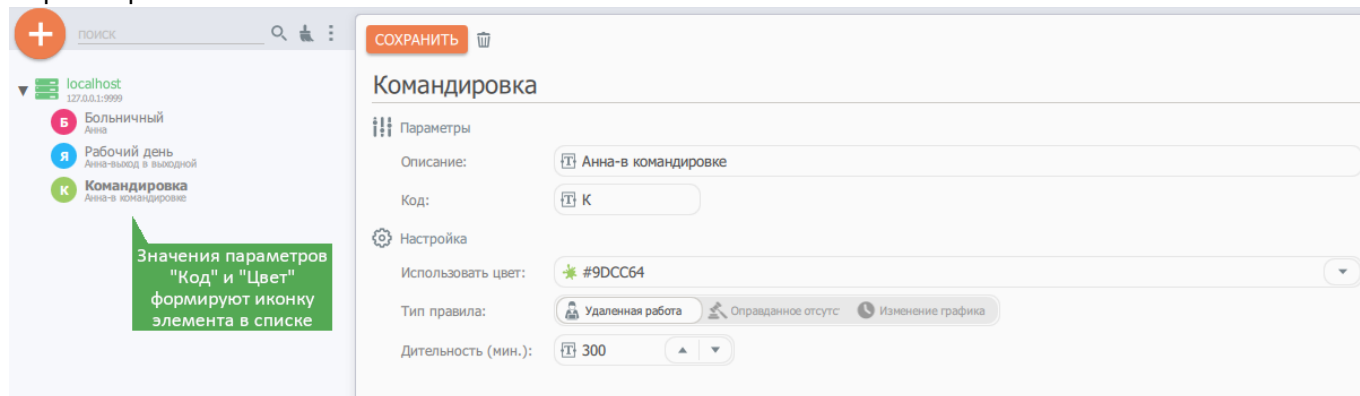 поиск
localhost
127.0.0.1:9999
Б
Больничный
Анна
Я
Рабочий день
Анна-выход в выходной
К
Командировка
Анна-в командировке
Значения параметров
"Код" и "Цвет"
формируют иконку
элемента в списке
СОХРАНИТЬ
Командировка
Параметры
Описание: Анна-в командировке
Код: К
Настройка
Использовать цвет: #9DCC64
Тип правила: Удаленная работа Оправданное отсутс Изменение графика
Дительность (мин.): 300